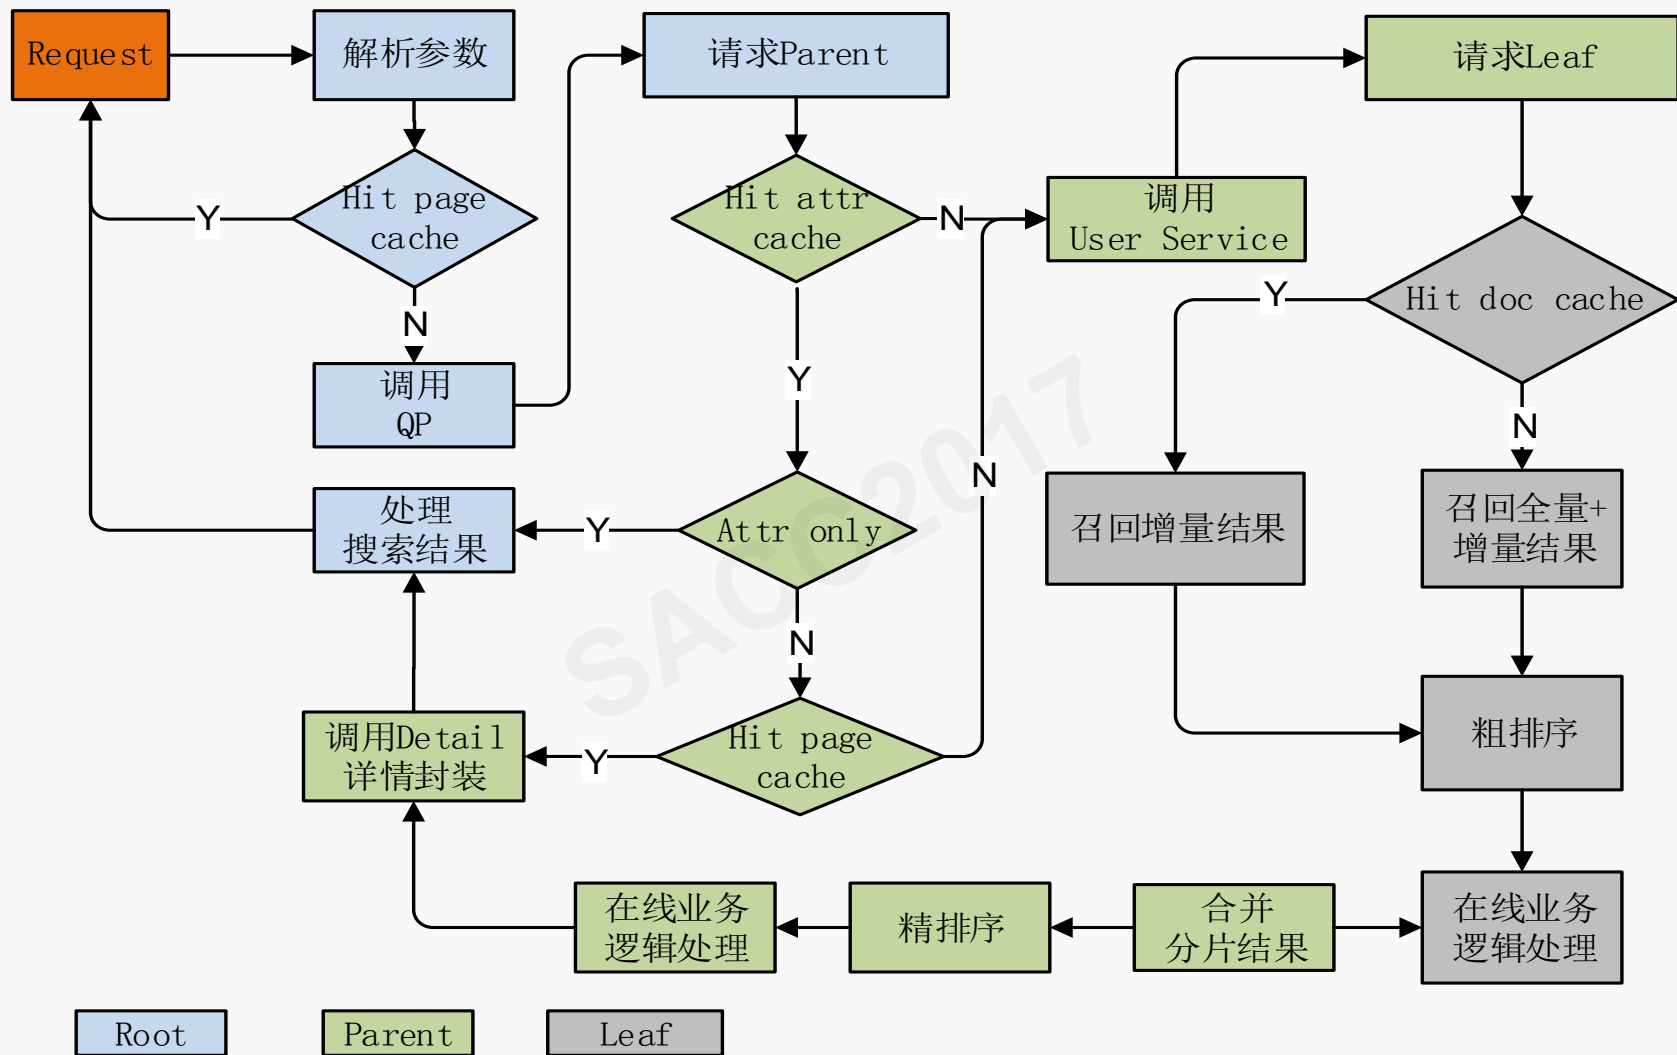 Request
解析参数
请求Parent
请求Leaf
Hit page
cache
Y
N
调用
QP
Hit attr
cache
N
Y
调用
User Service
Hit doc cache
Y
N
处理
搜索结果
Y
Attr only
N
N
召回增量结果
召回全量+
增量结果
调用Detail
详情封装
Y
Hit page
cache
粗排序
在线业务
逻辑处理
精排序
合并
分片结果
在线业务
逻辑处理
Root
Parent
Leaf
SACC2017